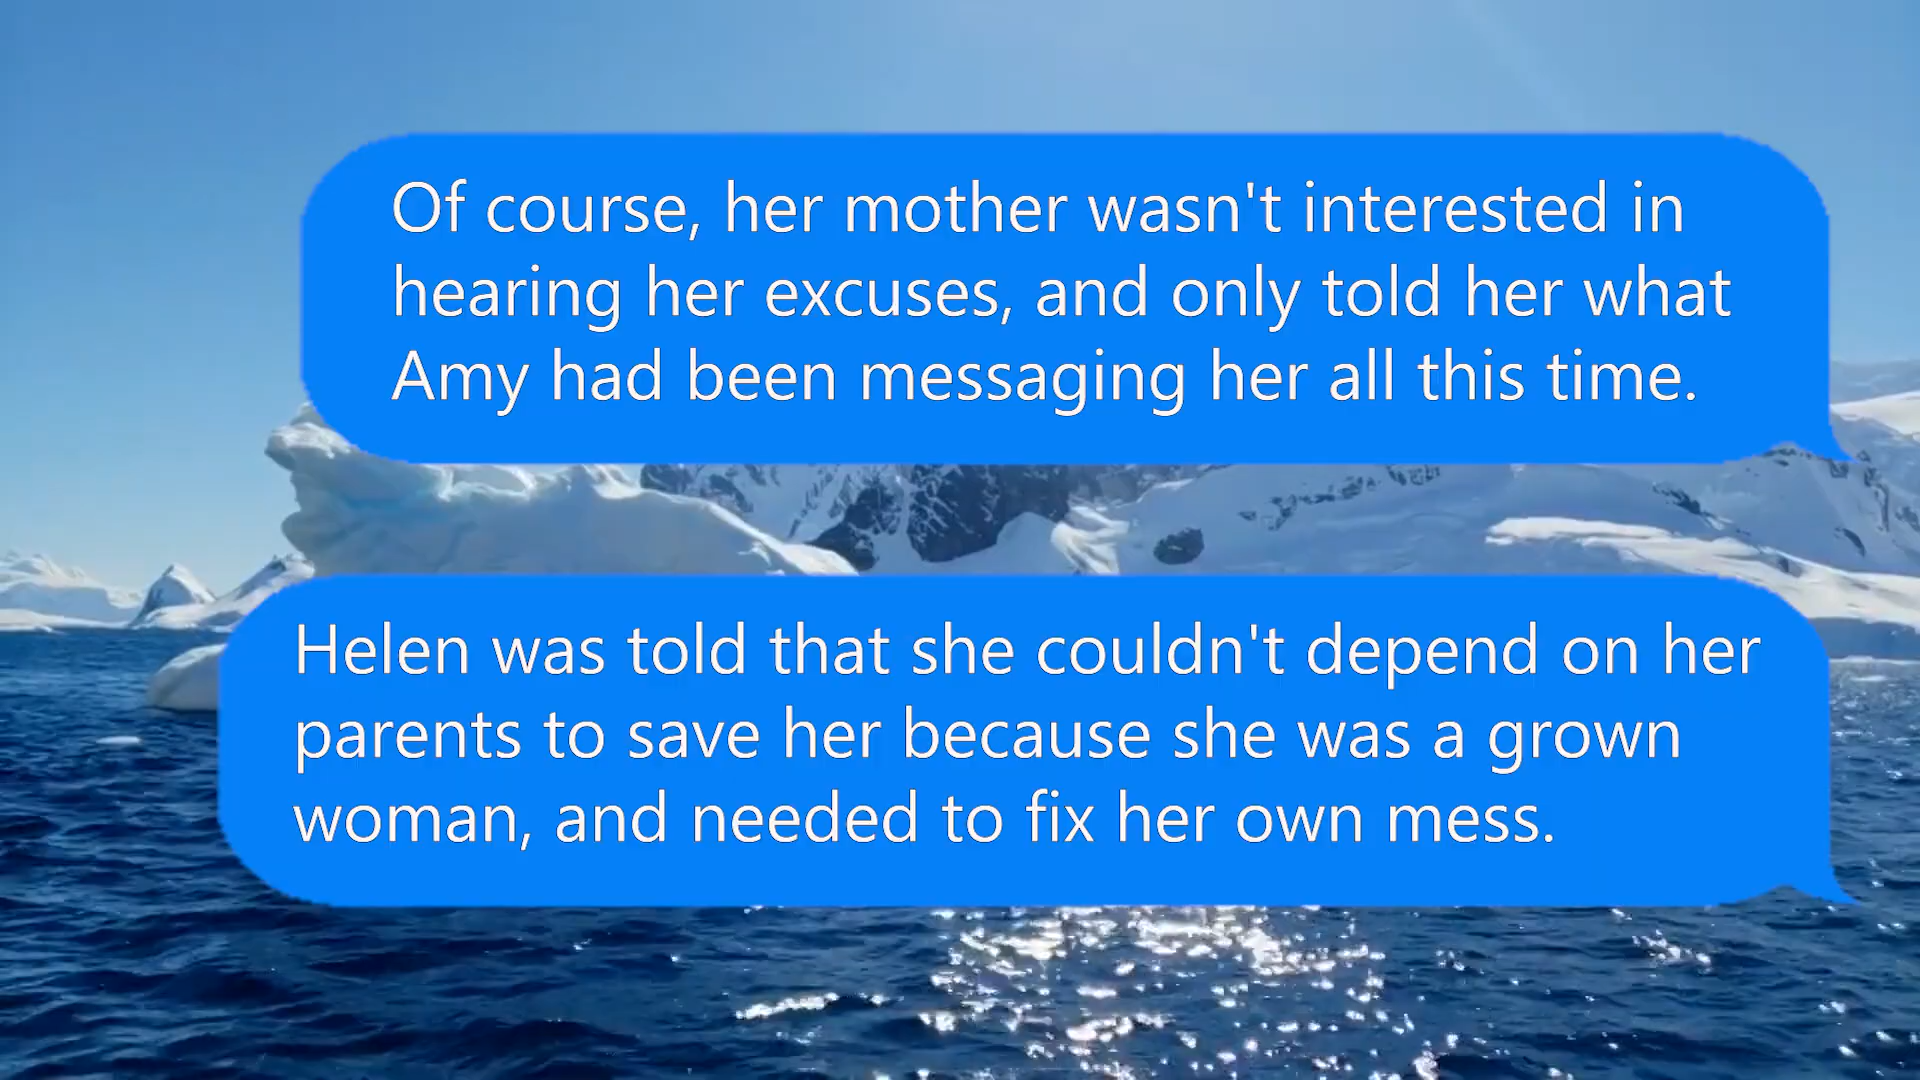 Of course, her mother wasn't interested in
hearing her excuses, and only told her what
Amy had been messaging her all this time.
Helen was told that she couldn't depend on her
parents to save her because she was a grown
woman, and needed to fix her own mess.